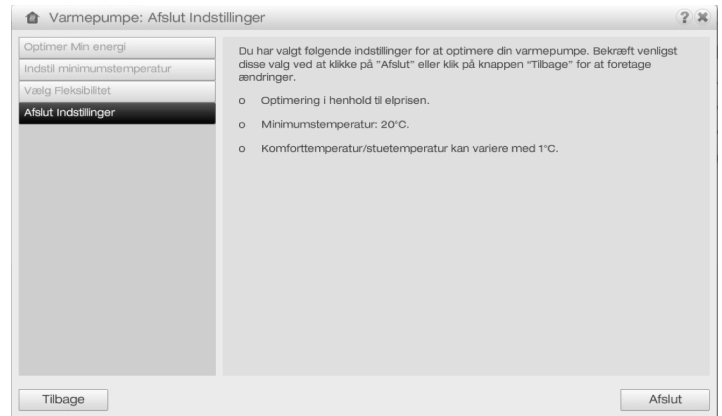 Varmepumpe: Afslut Indstillinger
?
Optimer Min energi
Indstil minimumstemperatur
Vælg Fleksibilitet
Afslut Indstillinger
Du har valgt følgende indstillinger for at optimere din varmepumpe. Bekræft venligst
disse valg ved at klikke på "Afslut" eller klik på knappen "Tilbage" for at foretage
ændringer.
o Optimering i henhold til elprisen.
o Minimumstemperatur: 20°C.
o Komforttemperatur/stuetemperatur kan variere med 1°C.
Tilbage
Afslut